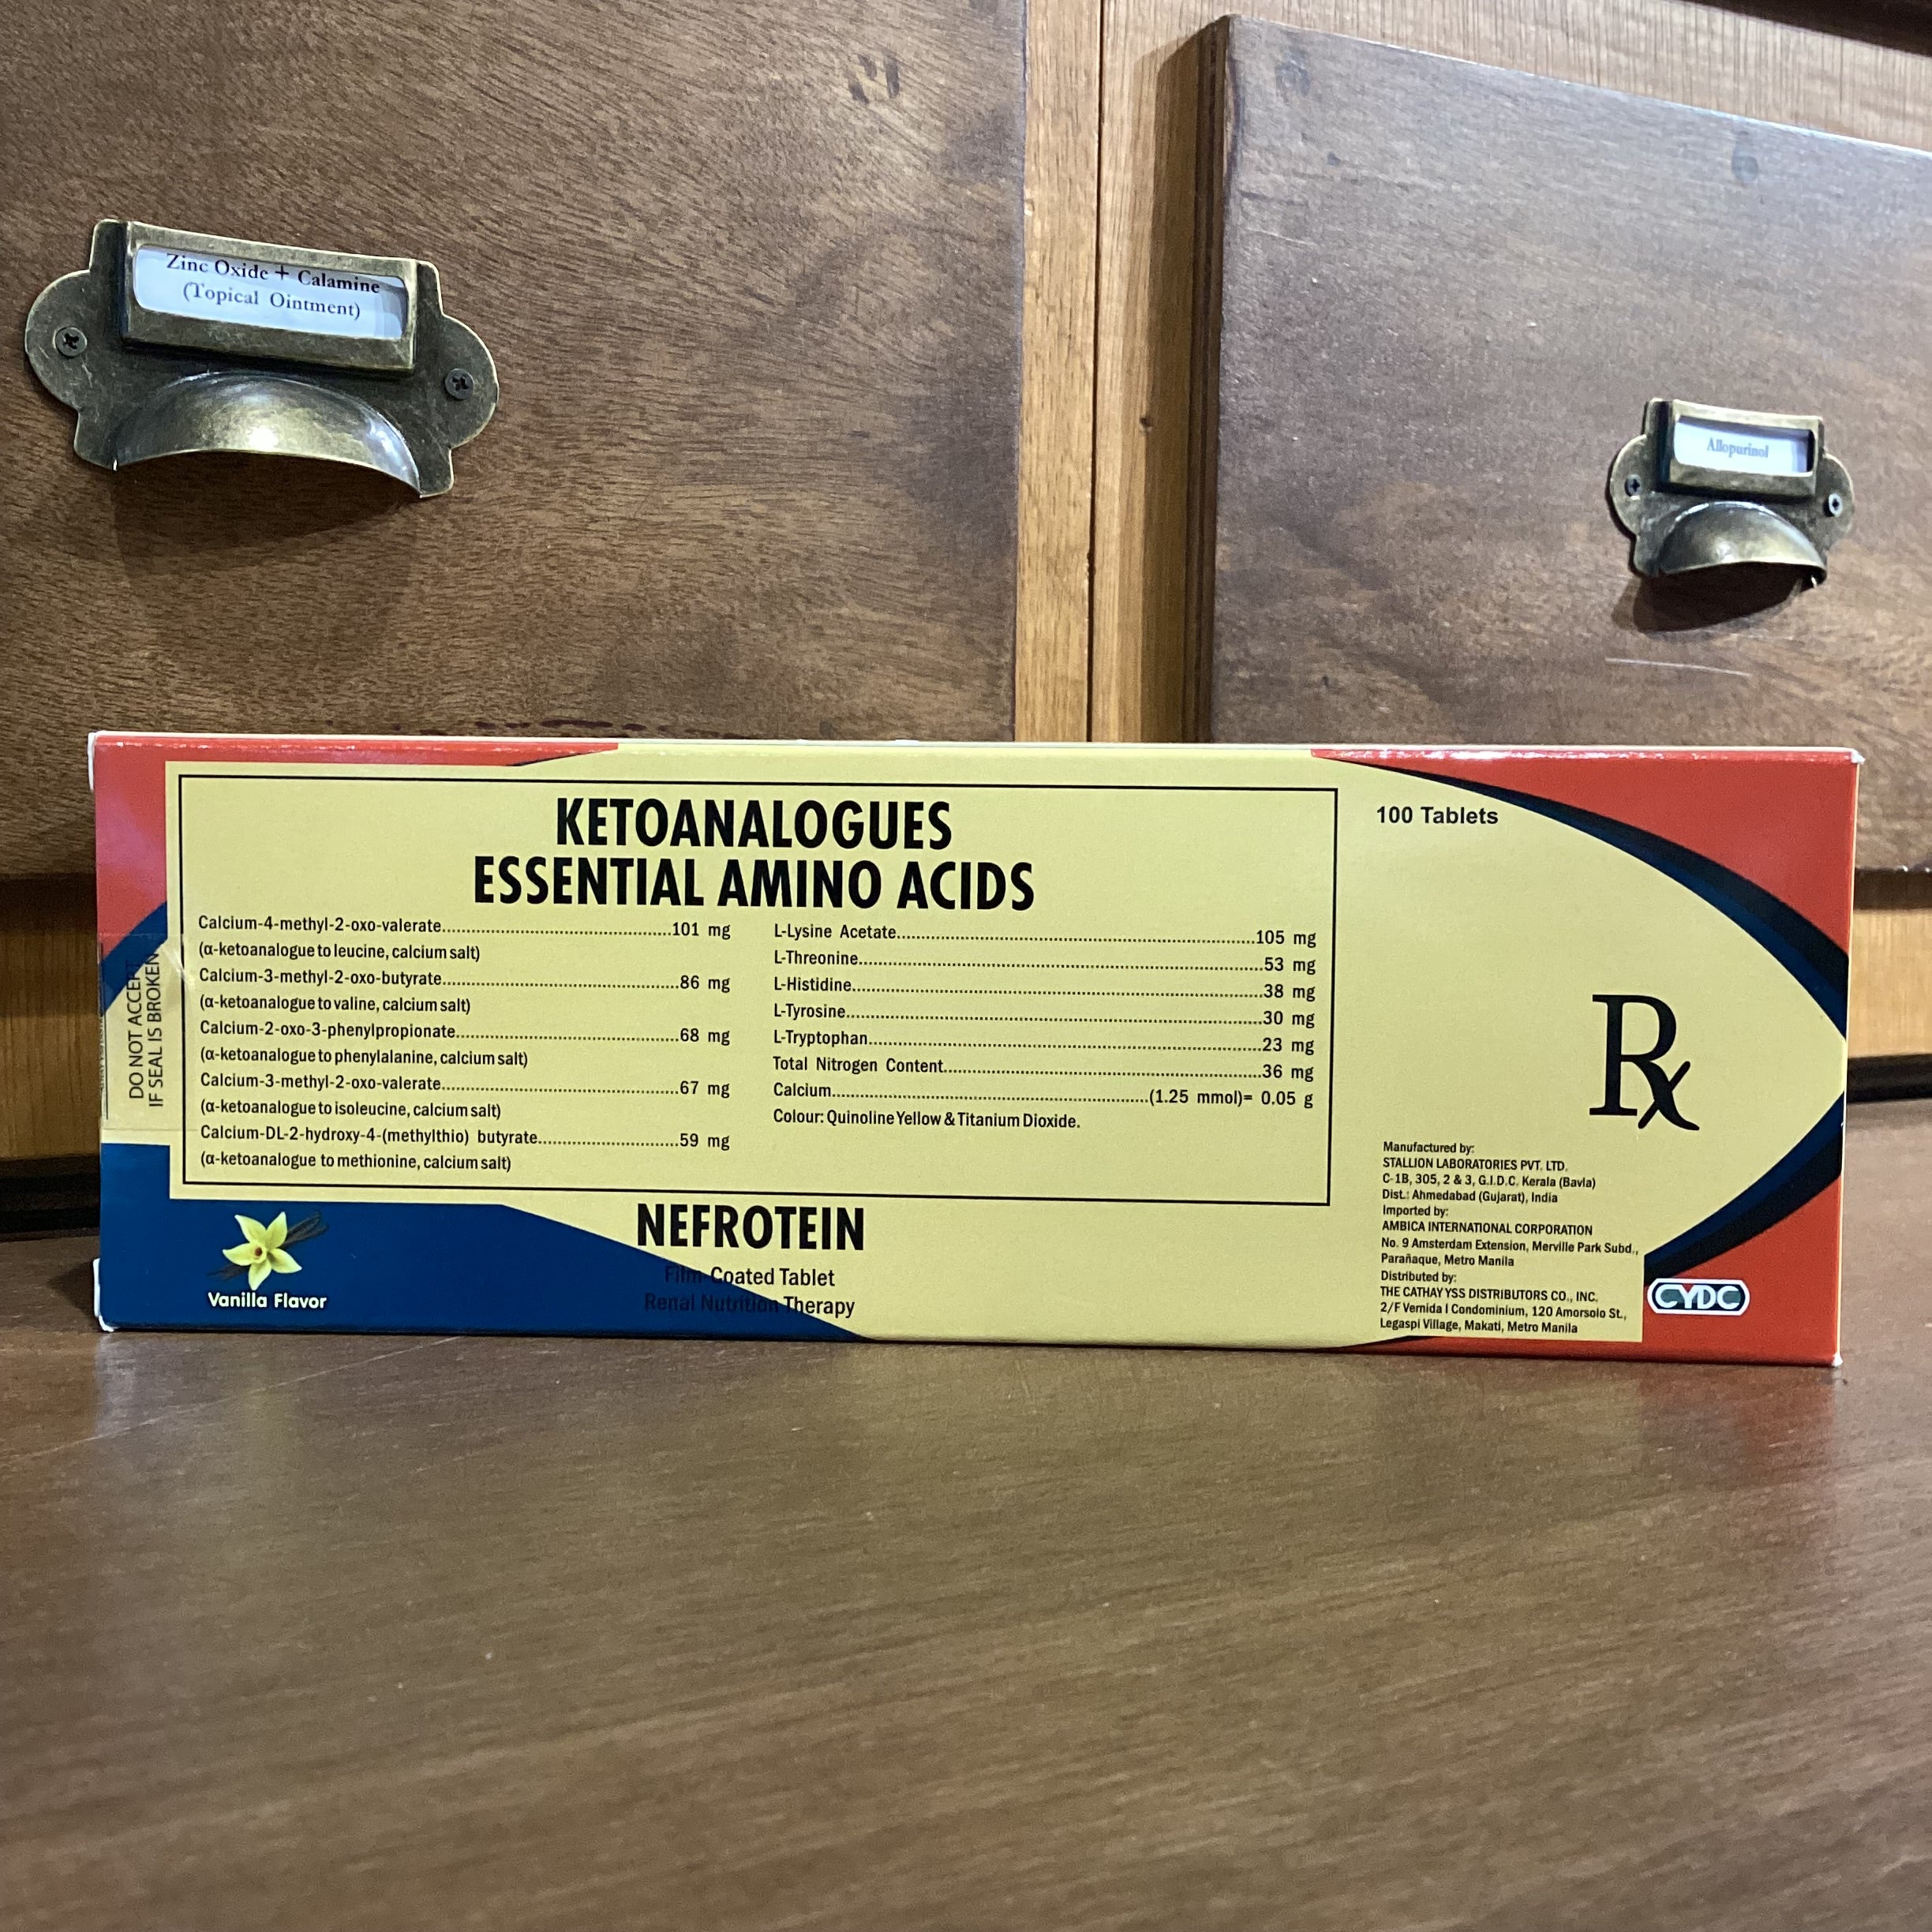 Zinc Oxide + Calamine
(Topical Ointment)
Allopurinol
KETOANALOGUES
ESSENTIAL AMINO ACIDS
Calcium-4-methyl-2-oxo-valerate........101 mg
(α-ketoanalogue to leucine, calcium salt)
Calcium-3-methyl-2-oxo-butyrate........86 mg
(α-ketoanalogue to valine, calcium salt)
Calcium-2-oxo-3-phenylpropionate........68 mg
(α-ketoanalogue to phenylalanine, calcium salt)
Calcium-3-methyl-2-oxo-valerate........67 mg
(α-ketoanalogue to isoleucine, calcium salt)
Calcium-DL-2-hydroxy-4-(methylthio) butyrate........59 mg
(α-ketoanalogue to methionine, calcium salt)
L-Lysine Acetate........105 mg
L-Threonine........53 mg
L-Histidine........38 mg
L-Tyrosine........30 mg
L-Tryptophan........23 mg
Total Nitrogen Content........36 mg
Calcium........(1.25 mmol)= 0.05 g
Colour: Quinoline Yellow & Titanium Dioxide.
DO NOT ACCEPT
IF SEAL IS BROKEN
Vanilla Flavor
NEFROTEIN
Film-Coated Tablet
Renal Nutrition Therapy
100 Tablets
Rx
Manufactured by:
STALLION LABORATORIES PVT. LTD.
C-1B, 305, 2 & 3, G.I.D.C. Kerala (Bavla)
Dist.: Ahmedabad (Gujarat), India
Imported by:
AMBICA INTERNATIONAL CORPORATION
No. 9 Amsterdam Extension, Merville Park Subd.,
Parañaque, Metro Manila
Distributed by:
THE CATHAY YSS DISTRIBUTORS CO., INC.
2/F Vernida I Condominium, 120 Amorsolo St.,
Legaspi Village, Makati, Metro Manila
CYDC